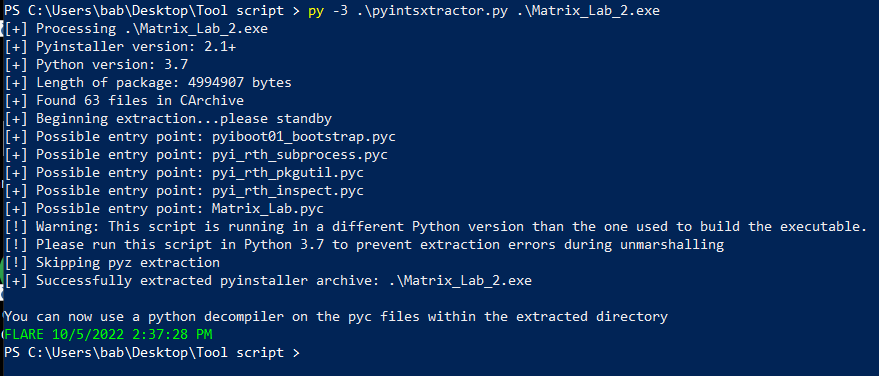 PS C:\Users\bab\Desktop\Tool script > py -3 .\pyintsxtractor.py .\Matrix_Lab_2.exe
[+] Processing .\Matrix_Lab_2.exe
[+] Pyinstaller version: 2.1+
[+] Python version: 3.7
[+] Length of package: 4994907 bytes
[+] Found 63 files in CArchive
[+] Beginning extraction...please standby
[+] Possible entry point: pyiboot01_bootstrap.pyc
[+] Possible entry point: pyi_rth_subprocess.pyc
[+] Possible entry point: pyi_rth_pkgutil.pyc
[+] Possible entry point: pyi_rth_inspect.pyc
[+] Possible entry point: Matrix_Lab.pyc
[!] Warning: This script is running in a different Python version than the one used to build the executable.
[!] Please run this script in Python 3.7 to prevent extraction errors during unmarshalling
[!] Skipping pyz extraction
[+] Successfully extracted pyinstaller archive: .\Matrix_Lab_2.exe
You can now use a python decompiler on the pyc files within the extracted directory
FLARE 10/5/2022 2:37:28 PM
PS C:\Users\bab\Desktop\Tool script >